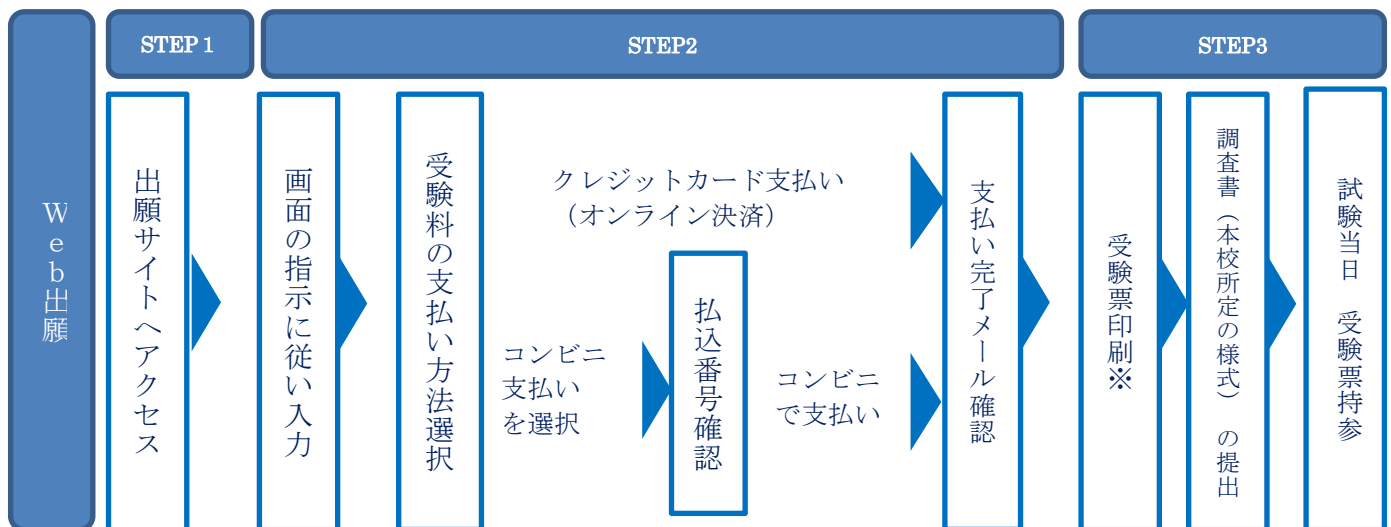 Web出願
STEP１
STEP2
STEP3
出願サイトへアクセス
画面の指示に従い入力
受験料の支払い方法選択
クレジットカード支払い
（オンライン決済）
コンビニ
支払い
を選択
払込番号確認
コンビニ
で支払い
支払い完了メール確認
受験票印刷※
調査書（本校所定の様式）の提出
試験当日　受験票持参